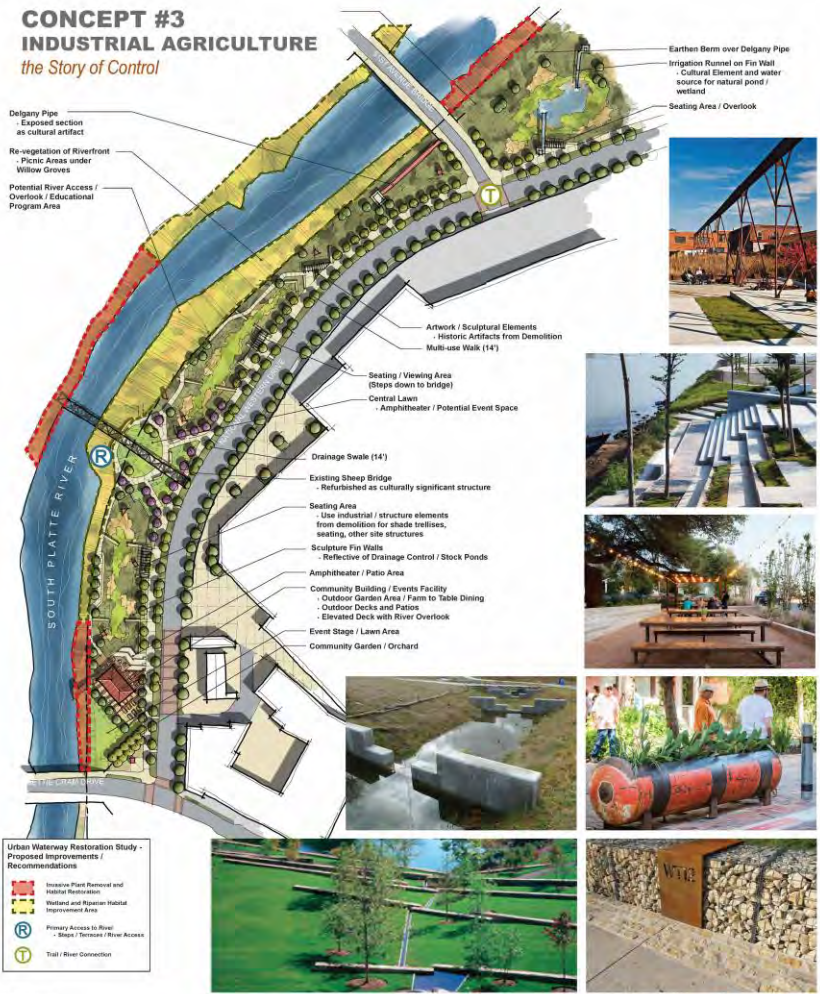 CONCEPT #3
INDUSTRIAL AGRICULTURE
the Story of Control
Delgany Pipe
- Exposed section
as cultural artifact
Re-vegetation of Riverfront
- Picnic Areas under
Willow Groves
Potential River Access /
Overlook / Educational
Program Area
Earthen Berm over Delgany Pipe
Irrigation Runnel on Fin Wall
- Cultural Element and water
source for natural pond /
wetland
Seating Area / Overlook
T
Artwork / Sculptural Elements
- Historic Artifacts from Demolition
Multi-use Walk (14')
Seating / Viewing Area
(Steps down to bridge)
Central Lawn
- Amphitheater / Potential Event Space
Drainage Swale (14')
Existing Sheep Bridge
- Refurbished as culturally significant structure
Seating Area
- Use industrial / structure elements
from demolition for shade trellises,
seating, other site structures
Sculpture Fin Walls
- Reflective of Drainage Control / Stock Ponds
Amphitheater / Patio Area
Community Building / Events Facility
- Outdoor Garden Area / Farm to Table Dining
- Outdoor Decks and Patios
- Elevated Deck with River Overlook
Event Stage / Lawn Area
Community Garden / Orchard
R
SOUTH PLATTE RIVER
Urban Waterway Restoration Study -
Proposed Improvements /
Recommendations
Invasive Plant Removal and
Habitat Restoration
Wetland and Riparian Habitat
Improvement Area
R
Primary Access to River
- Steps / Terraces / River Access
T
Trail / River Connection